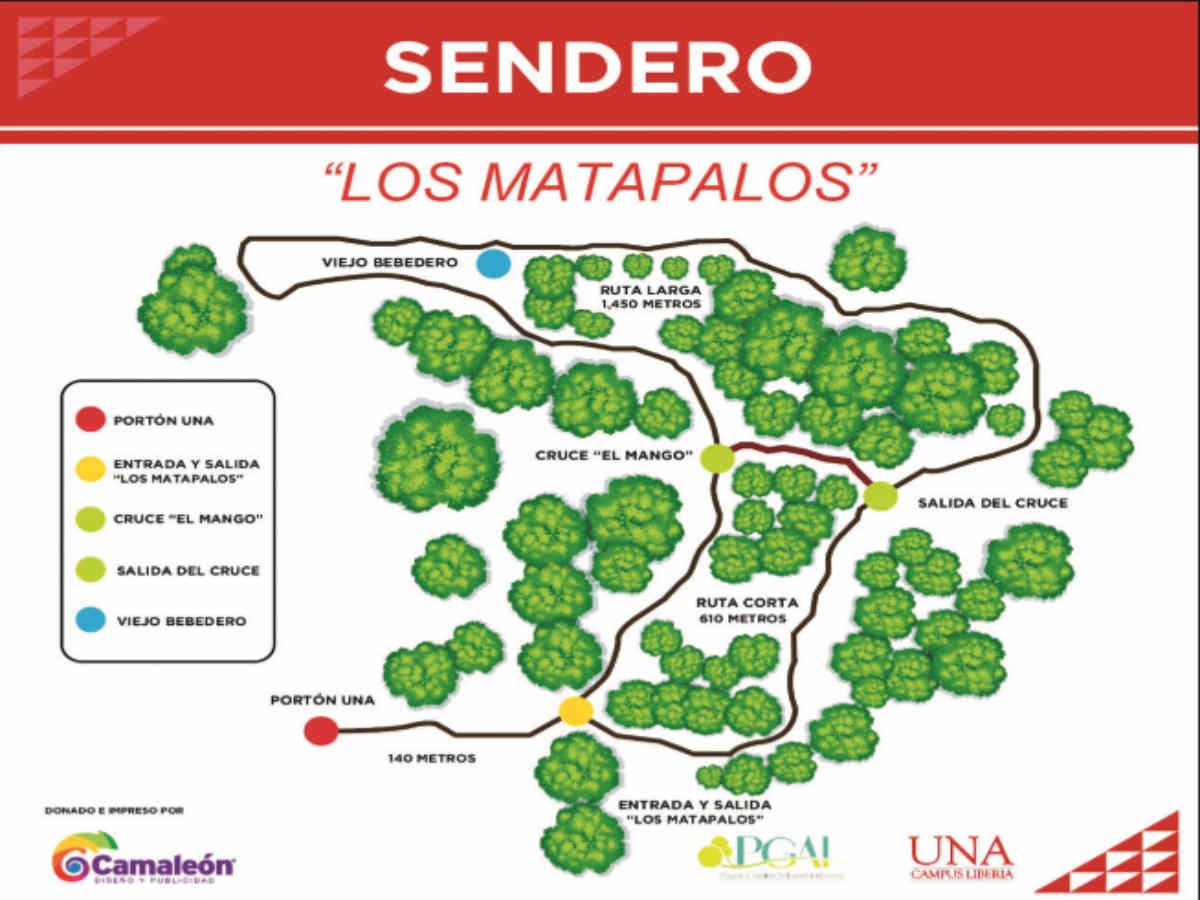 SENDERO
“LOS MATAPALOS”
VIEJO BEBEDERO
RUTA LARGA
1,450 METROS
PORTÓN UNA
ENTRADA Y SALIDA
“LOS MATAPALOS”
CRUCE “EL MANGO”
SALIDA DEL CRUCE
VIEJO BEBEDERO
CRUCE “EL MANGO”
SALIDA DEL CRUCE
RUTA CORTA
610 METROS
PORTÓN UNA
140 METROS
ENTRADA Y SALIDA
“LOS MATAPALOS”
DONADO E IMPRESO POR
Camaleón
DISEÑO Y PUBLICIDAD
PGAI
UNA
CAMPUS LIBERIA